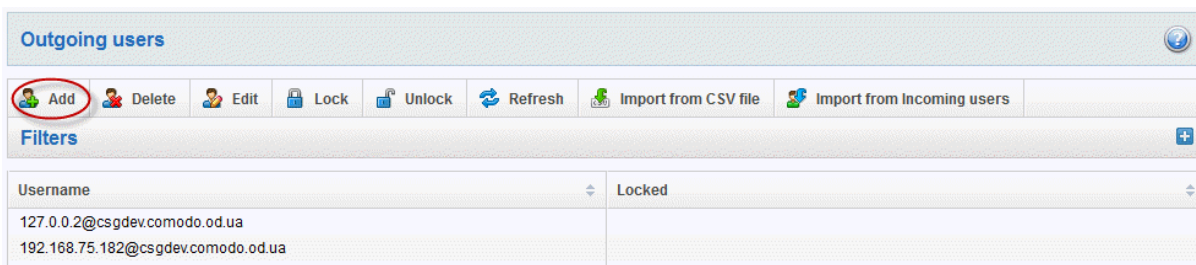 Outgoing users
Add Delete Edit Lock Unlock Refresh Import from CSV file Import from Incoming users
Filters
Username Locked
127.0.0.2@csgdev.comodo.od.ua
192.168.75.182@csgdev.comodo.od.ua